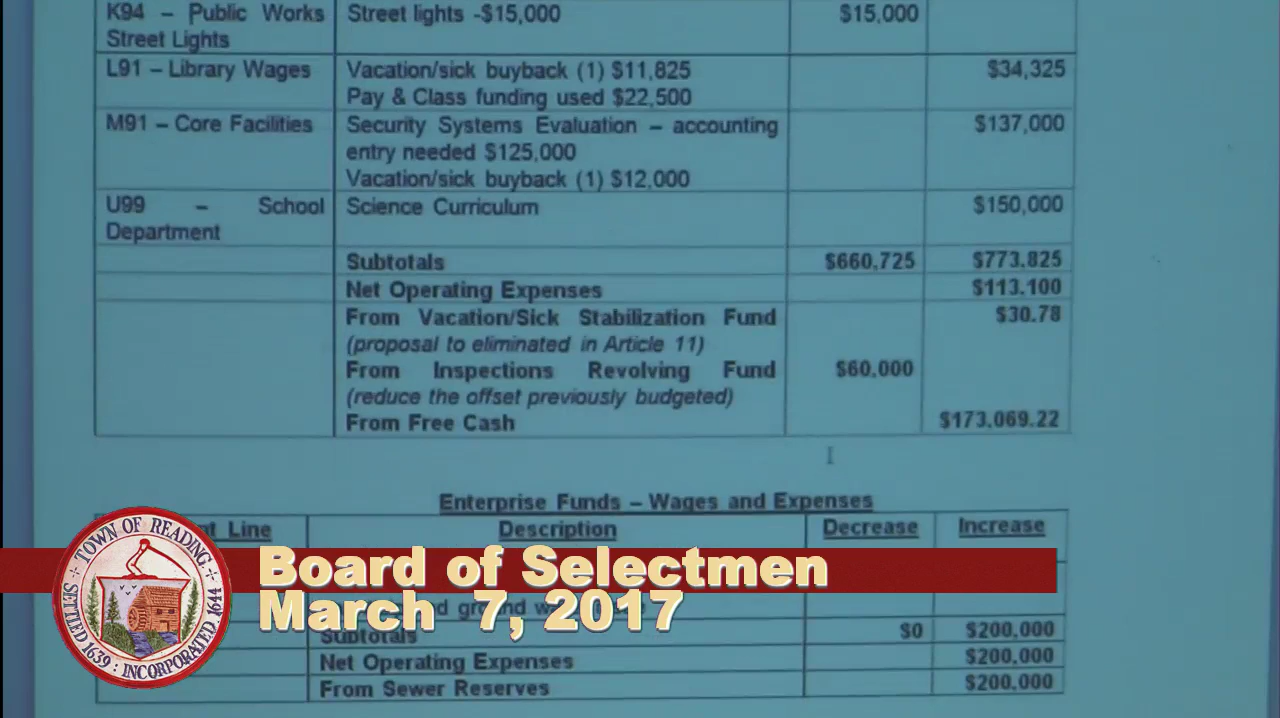 K94 – Public Works Street lights -$15,000 $15,000
Street Lights
L91 – Library Wages Vacation/sick buyback (1) $11,825 $34,325
Pay & Class funding used $22,500
M91 – Core Facilities Security Systems Evaluation – accounting $137,000
entry needed $125,000
Vacation/sick buyback (1) $12,000
U99 – School Science Curriculum $150,000
Department
Subtotals $660,725 $773,825
Net Operating Expenses $113,100
From Vacation/Sick Stabilization Fund $30.78
(proposal to eliminated in Article 11)
From Inspections Revolving Fund $60,000
(reduce the offset previously budgeted)
From Free Cash $173,069.22
Enterprise Funds – Wages and Expenses
Line Description Decrease Increase
Board of Selectmen
March 7, 2017
Subtotals $0 $200,000
Net Operating Expenses $200,000
From Sewer Reserves $200,000
TOWN OF READING
SETTLED 1639 : INCORPORATED 1644